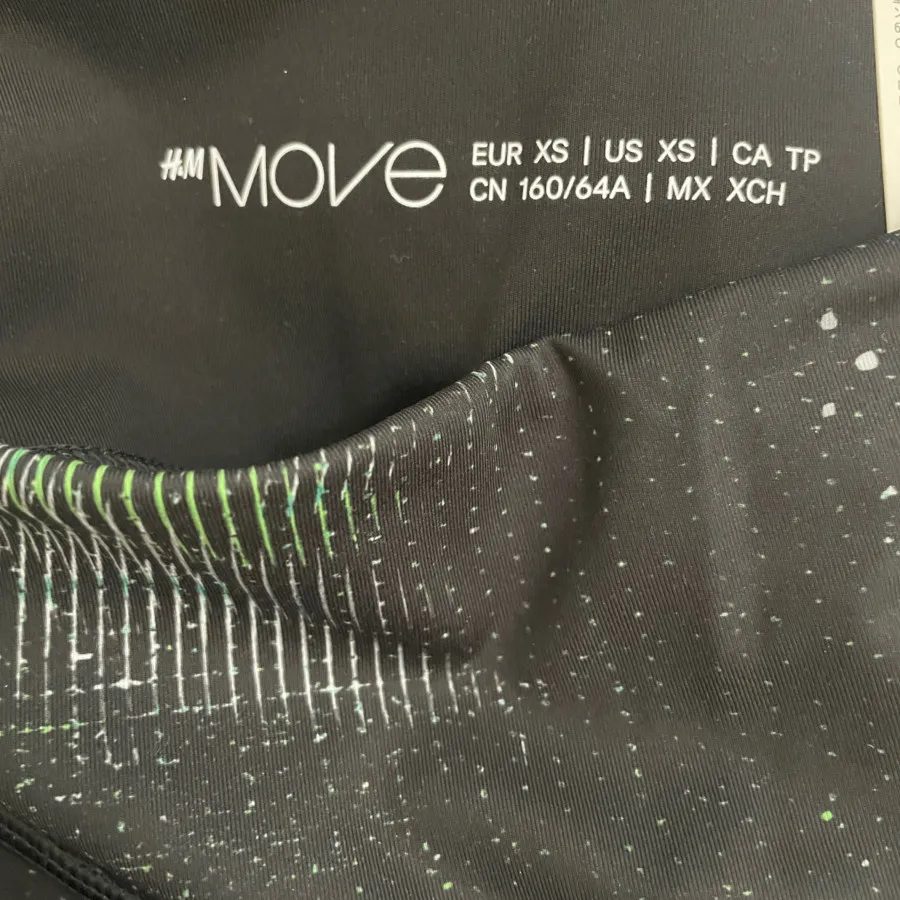 H&M MOVE EUR XS | US XS | CA TP
CN 160/64A | MX XCH